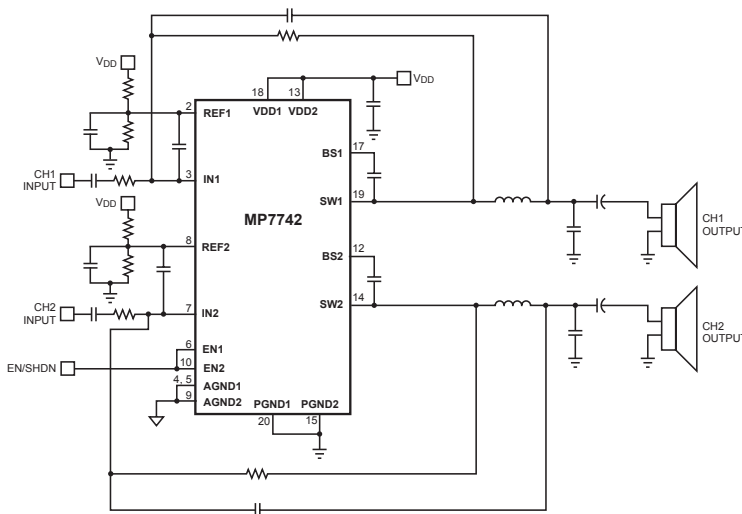 VDD
18 13
VDD
2
REF1
VDD1 VDD2
17
BS1
CH1
INPUT
3
IN1
19
SW1
VDD
MP7742
CH1
OUTPUT
8
REF2
12
BS2
14
SW2
CH2
INPUT
7
IN2
CH2
OUTPUT
6
EN1
EN/SHDN
10
EN2
4, 5
AGND1
9
AGND2
PGND1 PGND2
20 15